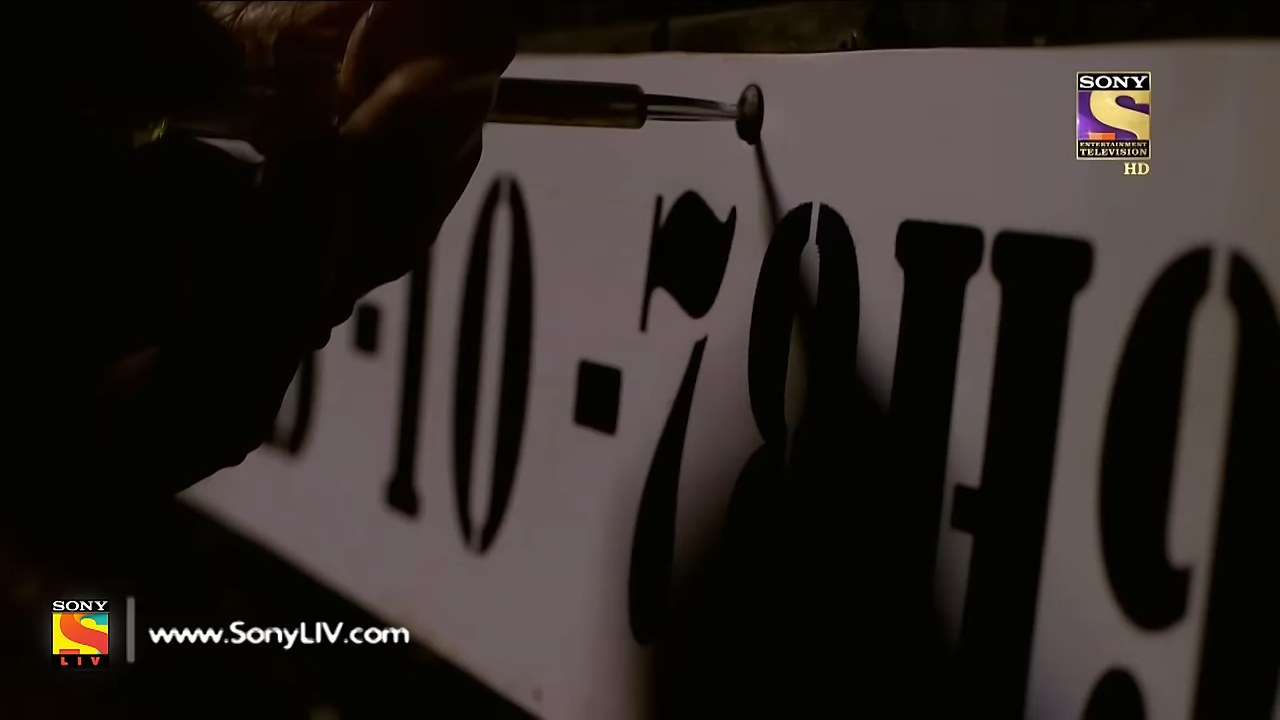 -10-78H9
SONY
ENTERTAINMENT
TELEVISION
HD
SONY
LIV
www.SonyLIV.com